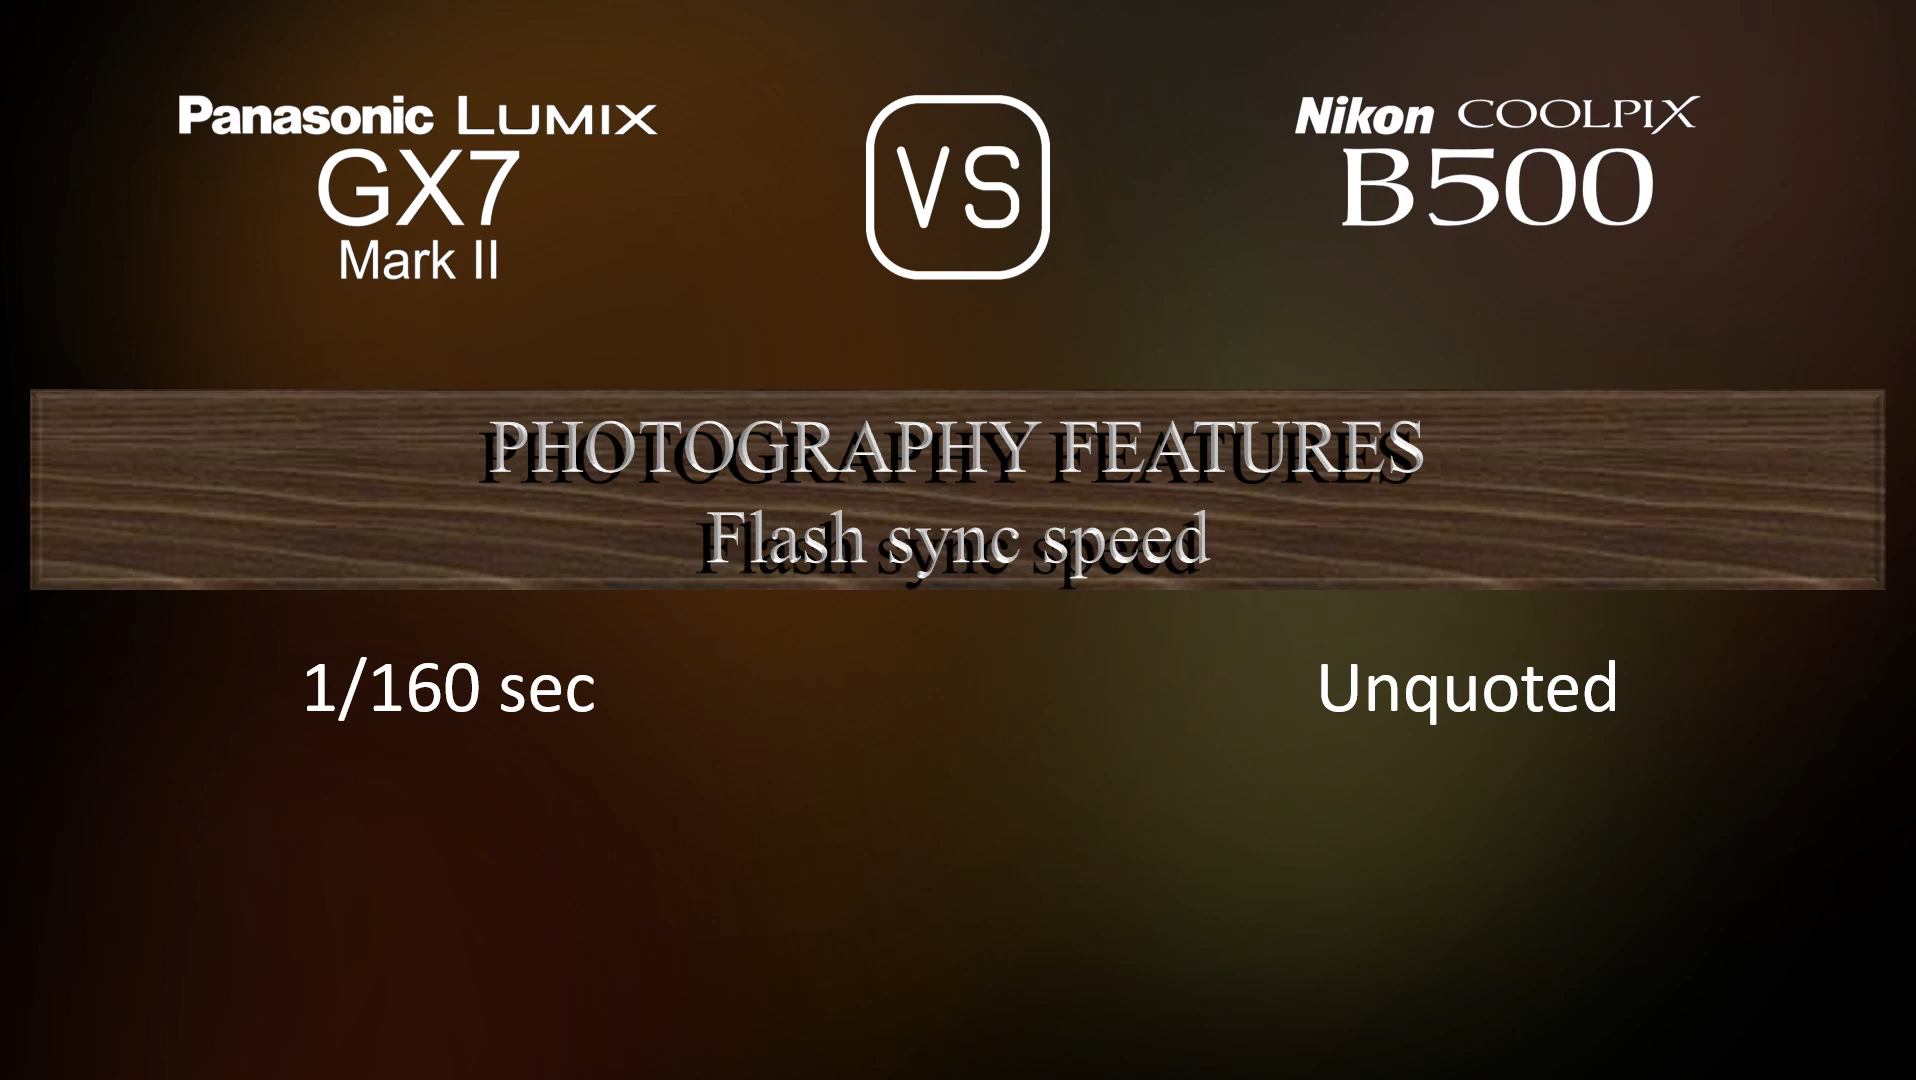 Panasonic LUMIX
GX7
Mark II
VS
Nikon COOLPIX
B500
PHOTOGRAPHY FEATURES
Flash sync speed
1/160 sec
Unquoted